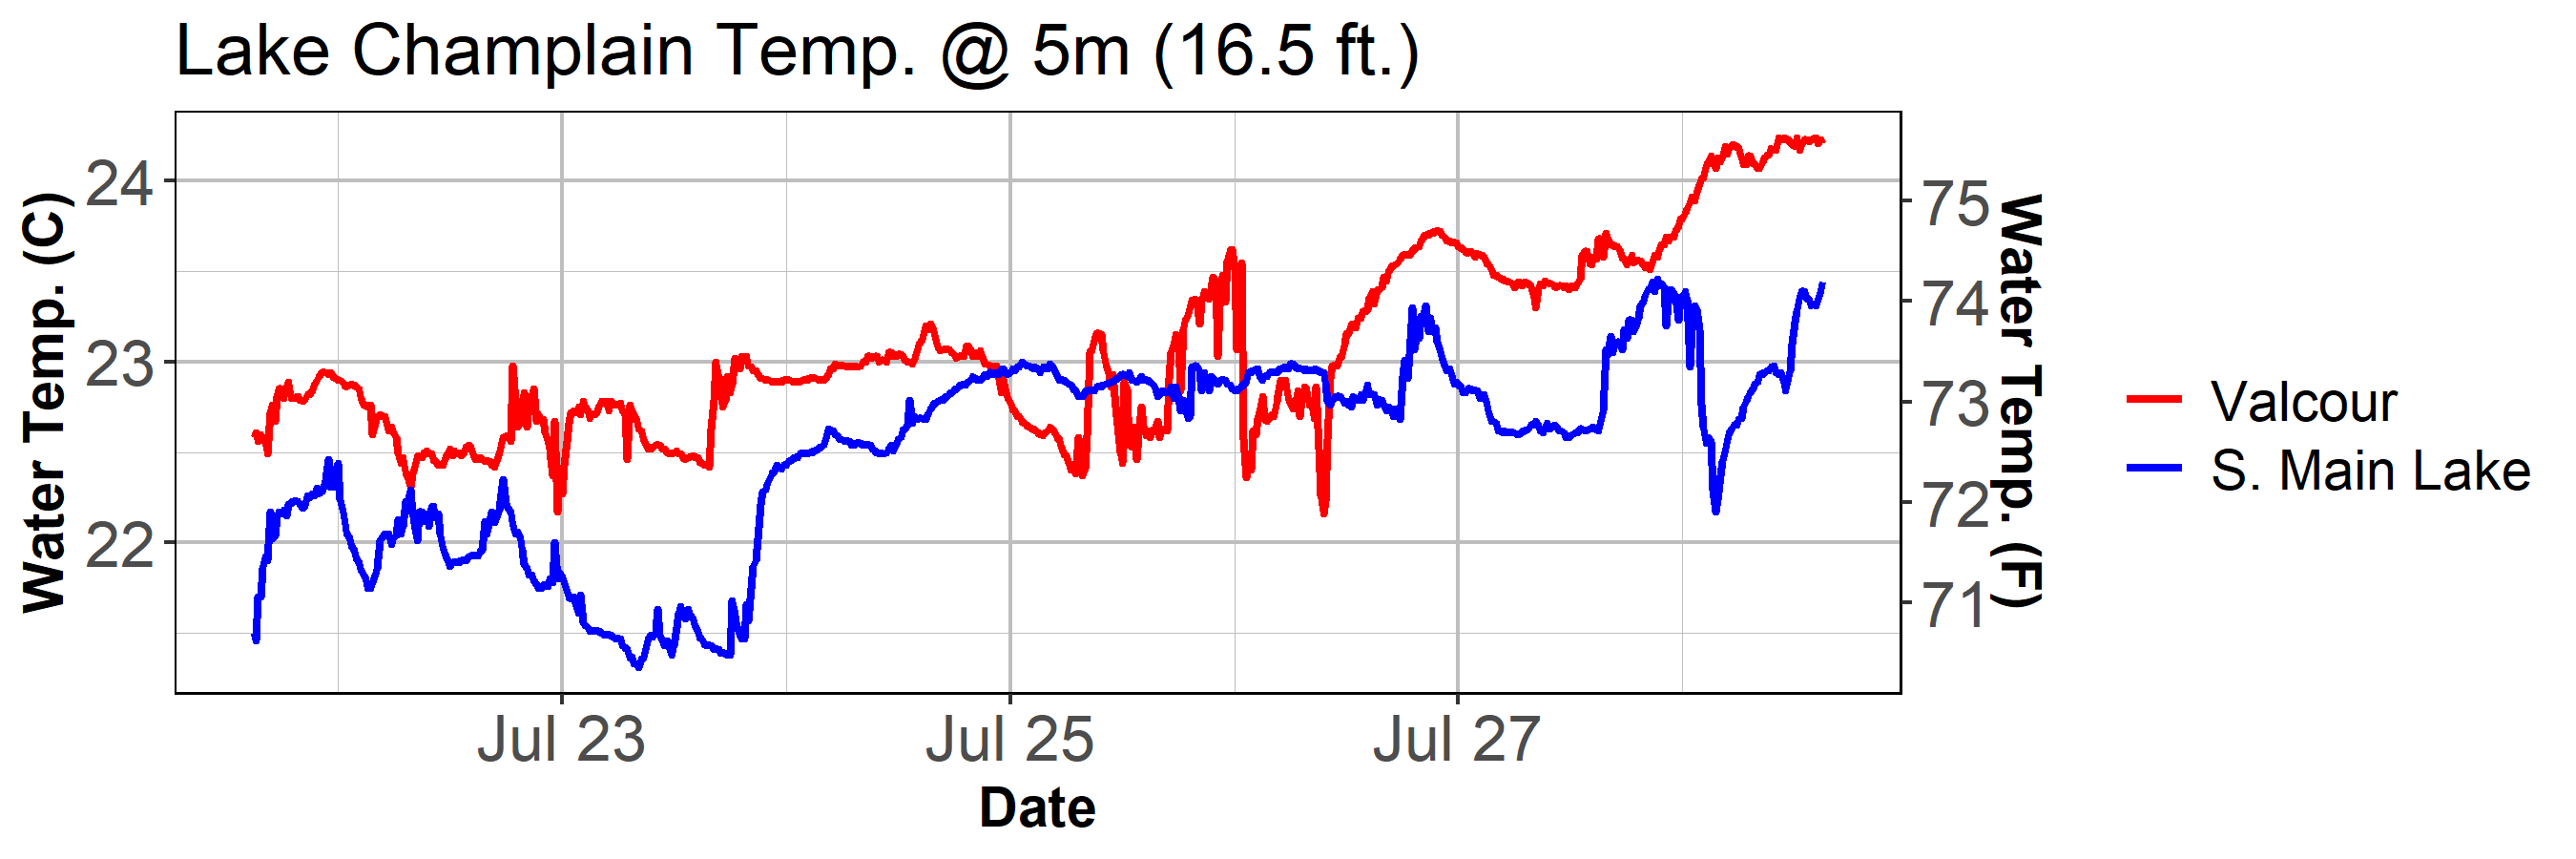 Lake Champlain Temp. @ 5m (16.5 ft.)
Water Temp. (C)
24
23
22
75
74
73
72
71
Water Temp. (F)
Jul 23
Jul 25
Jul 27
Date
Valcour
S. Main Lake